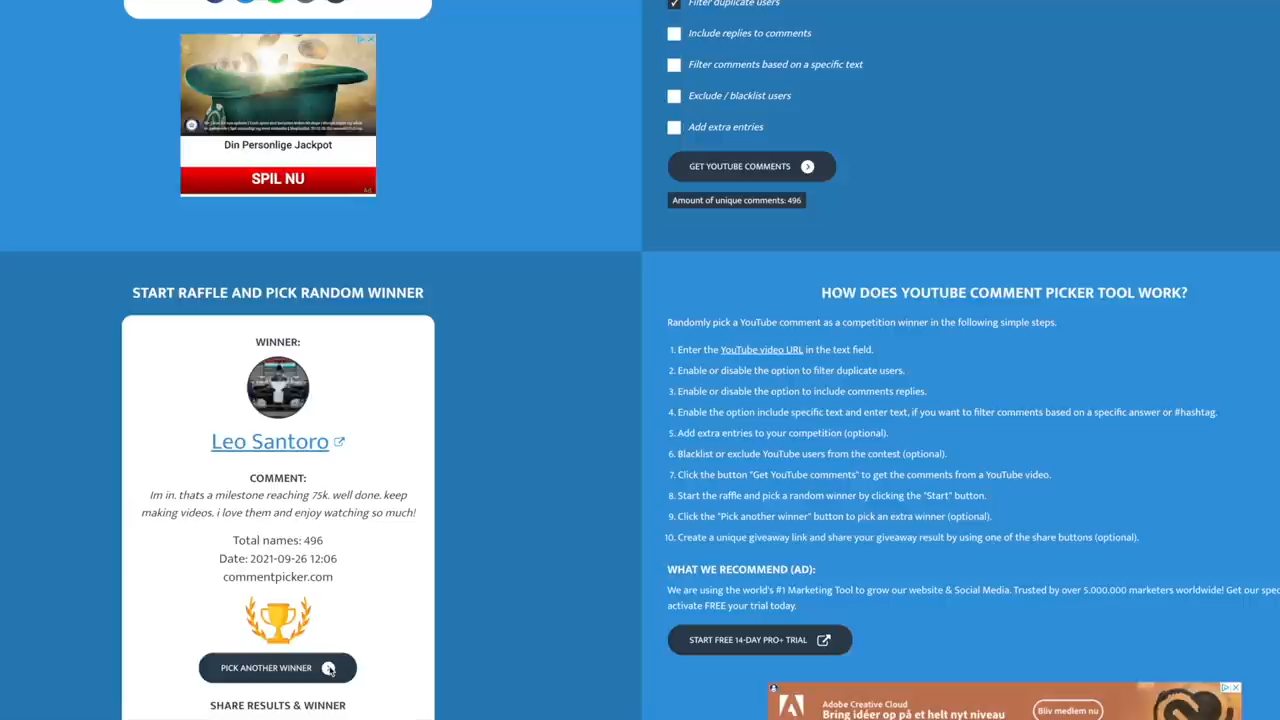 Filter duplicate users
Include replies to comments
Filter comments based on a specific text
Exclude / blacklist users
Add extra entries
GET YOUTUBE COMMENTS
Amount of unique comments: 496
Din Personlige Jackpot
SPIL NU
Ad
START RAFFLE AND PICK RANDOM WINNER
WINNER:
Leo Santoro
COMMENT:
Im in. thats a milestone reaching 75k. well done. keep
making videos. i love them and enjoy watching so much!
Total names: 496
Date: 2021-09-26 12:06
commentpicker.com
PICK ANOTHER WINNER
SHARE RESULTS & WINNER
HOW DOES YOUTUBE COMMENT PICKER TOOL WORK?
Randomly pick a YouTube comment as a competition winner in the following simple steps.
1. Enter the YouTube video URL in the text field.
2. Enable or disable the option to filter duplicate users.
3. Enable or disable the option to include comments replies.
4. Enable the option include specific text and enter text, if you want to filter comments based on a specific answer or #hashtag.
5. Add extra entries to your competition (optional).
6. Blacklist or exclude YouTube users from the contest (optional).
7. Click the button "Get YouTube comments" to get the comments from a YouTube video.
8. Start the raffle and pick a random winner by clicking the "Start" button.
9. Click the "Pick another winner" button to pick an extra winner (optional).
10. Create a unique giveaway link and share your giveaway result by using one of the share buttons (optional).
WHAT WE RECOMMEND (AD):
We are using the world's #1 Marketing Tool to grow our website & Social Media. Trusted by over 5.000.000 marketers worldwide! Get our spec
activate FREE your trial today.
START FREE 14-DAY PRO+ TRIAL
Adobe Creative Cloud
Bring idéer op på et helt nyt niveau
Bliv medlem nu